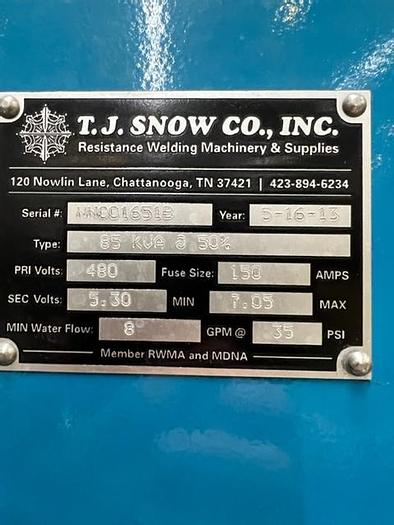 T. J. SNOW CO., INC.
Resistance Welding Machinery & Supplies
120 Nowlin Lane, Chattanooga, TN 37421 | 423-894-6234
Serial #: Year: 5-16-13
Type: 85 KVA @ 50%
PRI Volts: 480 Fuse Size: 150 AMPS
SEC Volts: 5.30 MIN 7.05 MAX
MIN Water Flow: 8 GPM @ 35 PSI
Member RWMA and MDNA